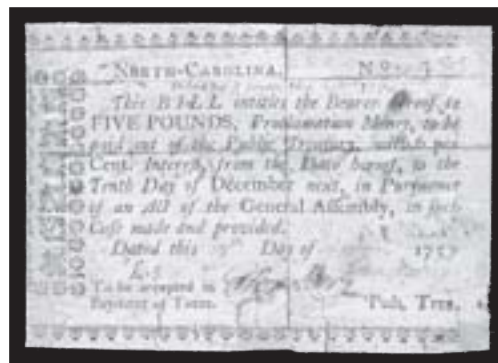 NORTH-CAROLINA. No
This BILL entitles the Bearer hereof to
FIVE POUNDS, Proclamation Money, to be
paid out of the Public Treasury, with 6 per
Cent. Interest, from the Date hereof, to the
Tenth Day of December next, in Pursuance
of an Act of the General Assembly, in such
Case made and provided.
Dated this Day of 1757
£.5
To be accepted in
Payment of Taxes. Pub. Trea.